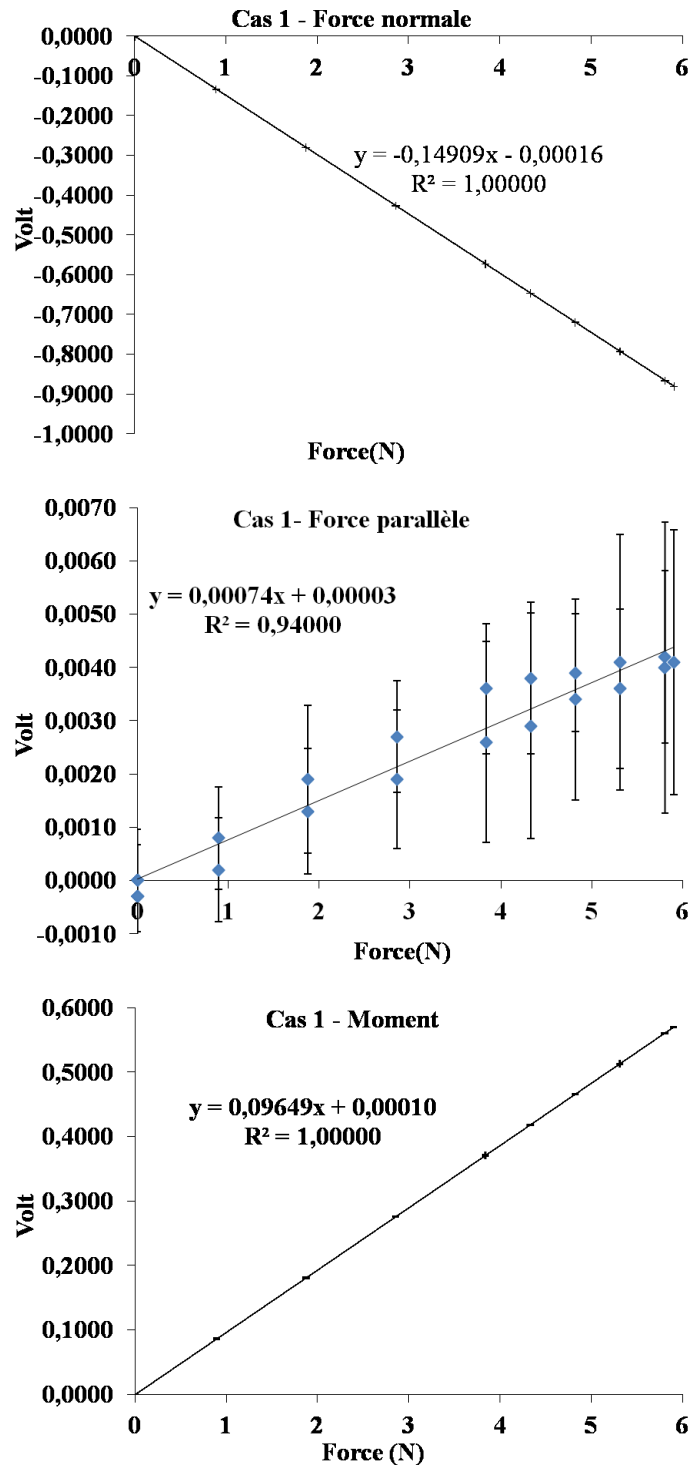 Cas 1 - Force normale
0,0000
-0,1000
-0,2000
-0,3000
-0,4000
-0,5000
-0,6000
-0,7000
-0,8000
-0,9000
-1,0000
Volt
0 1 2 3 4 5 6
y = -0,14909x - 0,00016
R² = 1,00000
Force(N)
Cas 1- Force parallèle
0,0070
0,0060
0,0050
0,0040
0,0030
0,0020
0,0010
0,0000
-0,0010
Volt
y = 0,00074x + 0,00003
R² = 0,94000
0 1 2 3 4 5 6
Force(N)
Cas 1 - Moment
0,6000
0,5000
0,4000
0,3000
0,2000
0,1000
0,0000
Volt
y = 0,09649x + 0,00010
R² = 1,00000
0 1 2 3 4 5 6
Force (N)